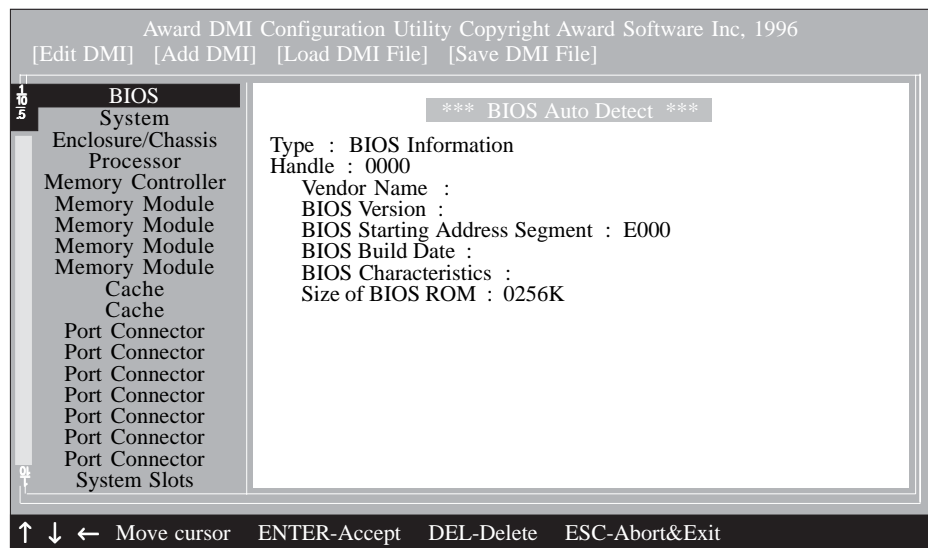 Award DMI Configuration Utility Copyright Award Software Inc, 1996
[Edit DMI] [Add DMI] [Load DMI File] [Save DMI File]
BIOS
System
Enclosure/Chassis
Processor
Memory Controller
Memory Module
Memory Module
Memory Module
Memory Module
Cache
Cache
Port Connector
Port Connector
Port Connector
Port Connector
Port Connector
Port Connector
Port Connector
System Slots
*** BIOS Auto Detect ***
Type : BIOS Information
Handle : 0000
Vendor Name :
BIOS Version :
BIOS Starting Address Segment : E000
BIOS Build Date :
BIOS Characteristics :
Size of BIOS ROM : 0256K
↑ ↓ ← Move cursor ENTER-Accept DEL-Delete ESC-Abort&Exit